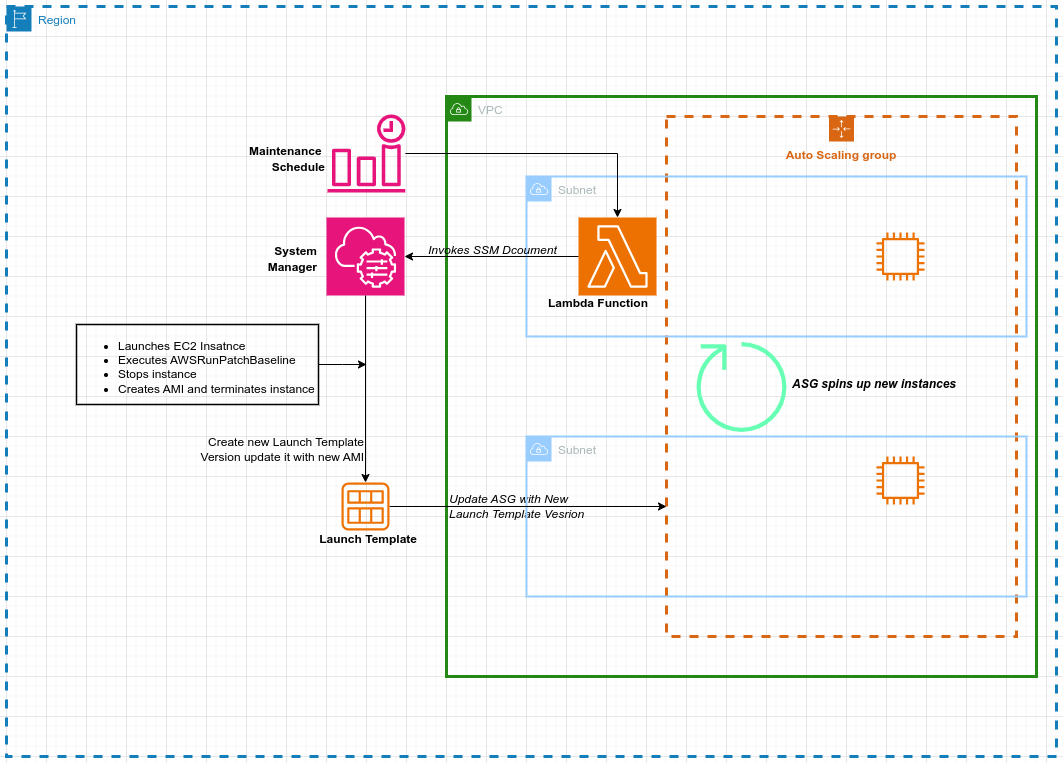 Region
VPC
Auto Scaling group
Maintenance
Schedule
Subnet
System
Manager
Invokes SSM Dcoument
Lambda Function
Launches EC2 Insatnce
Executes AWSRunPatchBaseline
Stops instance
Creates AMI and terminates instance
ASG spins up new instances
Create new Launch Template
Version update it with new AMI
Subnet
Update ASG with New
Launch Template Vesrion
Launch Template